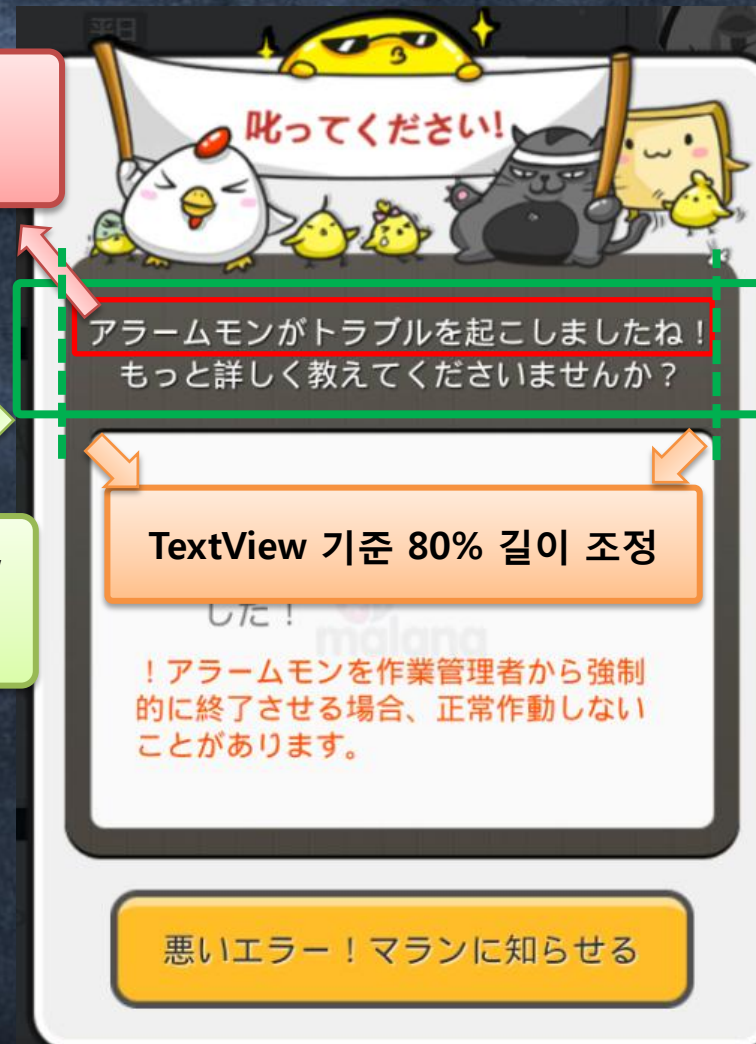 平日
叱ってください!
アラームモンがトラブルを起こしましたね！
もっと詳しく教えてくださいませんか？
TextView 기준 80% 길이 조정
した！
malang
！アラームモンを作業管理者から強制
的に終了させる場合、正常作動しない
ことがあります。
悪いエラー！マランに知らせる